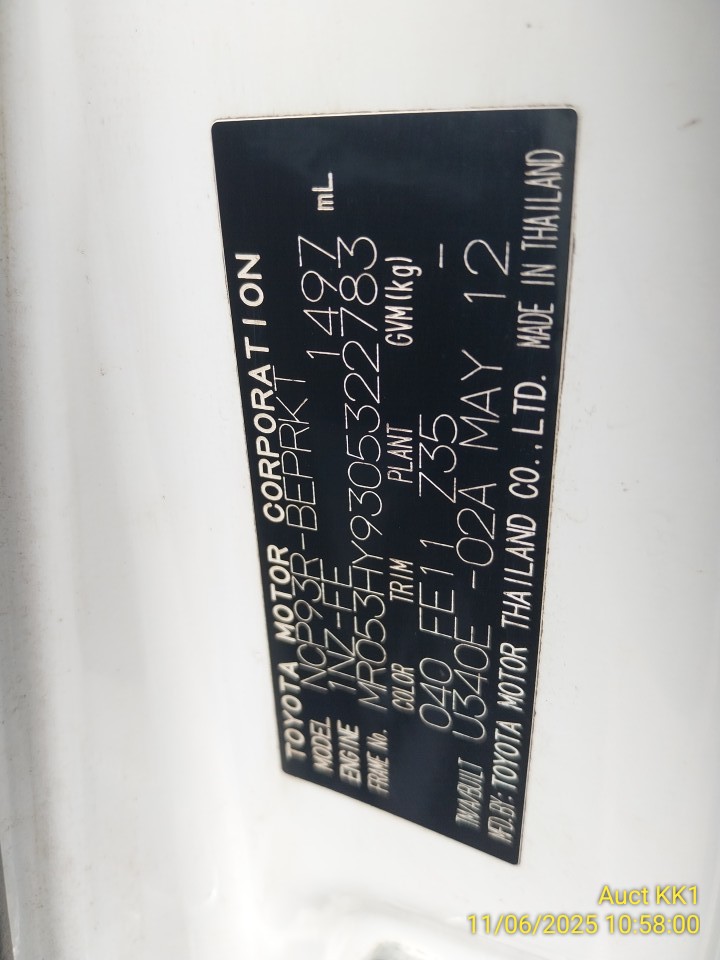 TOYOTA MOTOR CORPORATION
MODEL NCP93R-BEPRKT
ENGINE 1NZ-FE 1497 mL
FRAME No. MR053HY9305322783
COLOR TRIM PLANT GVM(kg)
040 FE11 Z35 -
TM/A/BUILT U340E -02A MAY 12
MFD.BY: TOYOTA MOTOR THAILAND CO.,LTD. MADE IN THAILAND
Auct KK1
11/06/2025 10:58:00